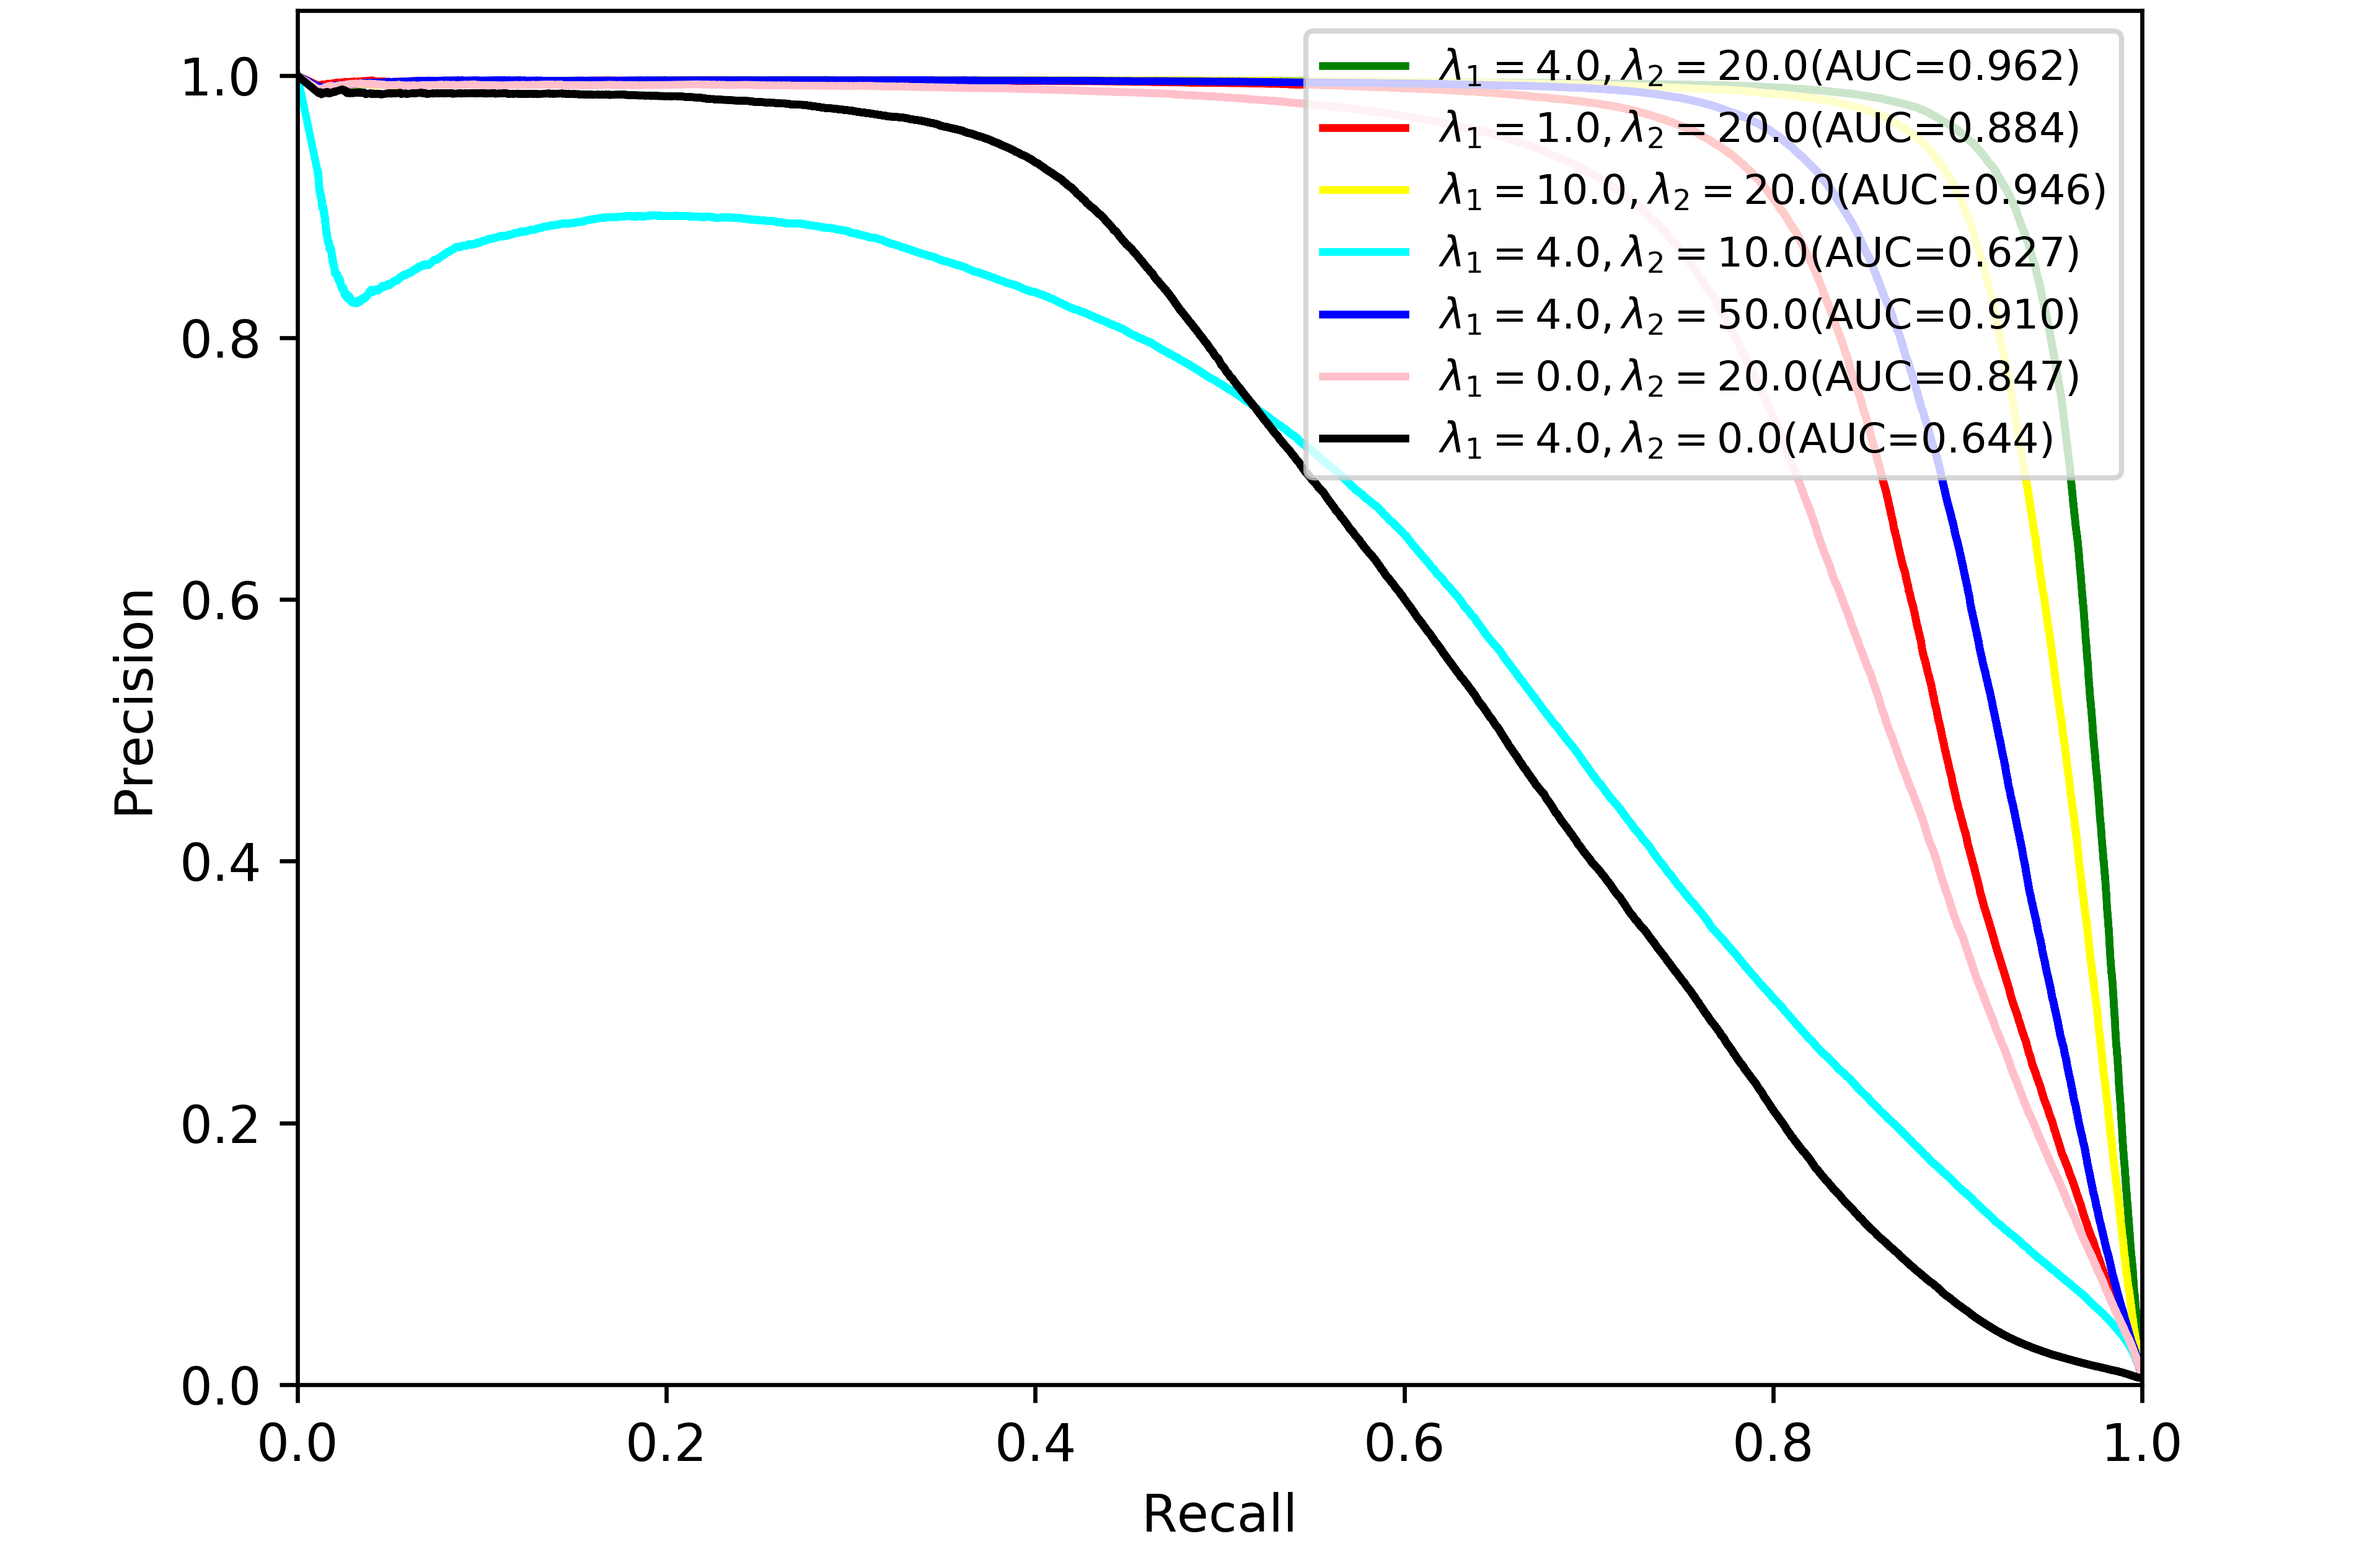 1.0
0.8
0.6
0.4
0.2
0.0
Precision
λ1 = 4.0, λ2 = 20.0(AUC=0.962)
λ1 = 1.0, λ2 = 20.0(AUC=0.884)
λ1 = 10.0, λ2 = 20.0(AUC=0.946)
λ1 = 4.0, λ2 = 10.0(AUC=0.627)
λ1 = 4.0, λ2 = 50.0(AUC=0.910)
λ1 = 0.0, λ2 = 20.0(AUC=0.847)
λ1 = 4.0, λ2 = 0.0(AUC=0.644)
0.0 0.2 0.4 0.6 0.8 1.0
Recall